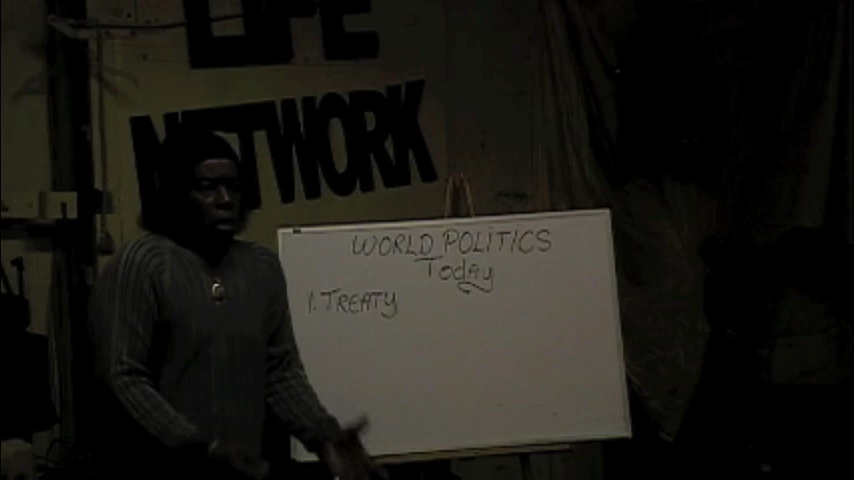 LIFE
NETWORK
WORLD POLITICS
Today
1. TREATY